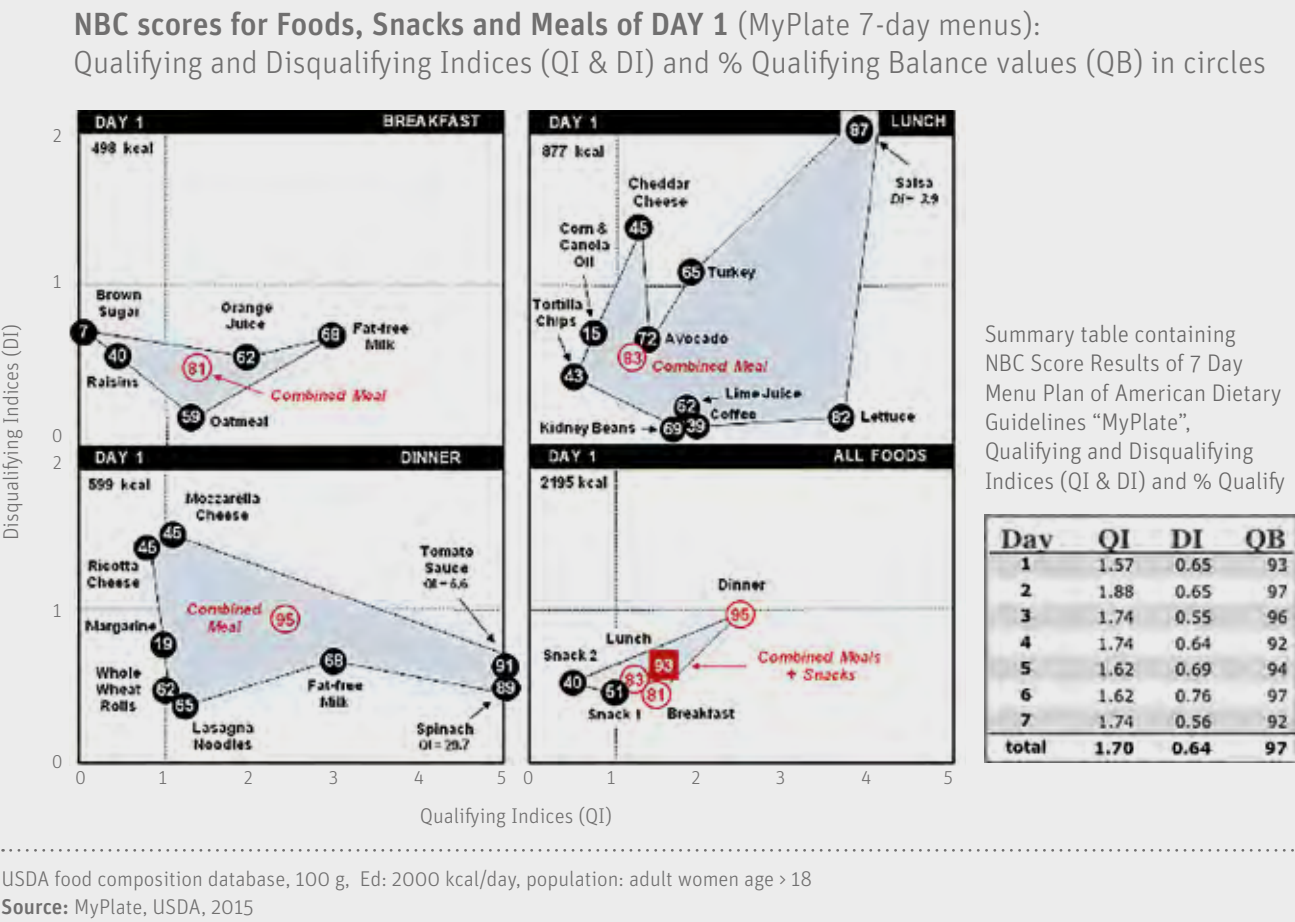 NBC scores for Foods, Snacks and Meals of DAY 1 (MyPlate 7-day menus):
Qualifying and Disqualifying Indices (QI & DI) and % Qualifying Balance values (QB) in circles
Disqualifying Indices (DI)
2
1
0
2
1
0
DAY 1 BREAKFAST
498 kcal
Brown
Sugar
7
40
Raisins
Orange
Juice
62
68
Fat-free
Milk
81
Combined Meal
59
Oatmeal
DAY 1 LUNCH
877 kcal
87
Salsa
DI= 2.9
Cheddar
Cheese
45
Corn &
Canola
Oil
65 Turkey
Tortilla
Chips
15
72 Avocado
83
Combined Meal
43
62 Lime Juice
Coffee
Kidney Beans
69
39
82 Lettuce
DAY 1 DINNER
599 kcal
Mozzarella
Cheese
45
45
Ricotta
Cheese
Tomato
Sauce
QI=5.6
Combined
Meal
95
Margarine
19
Whole
Wheat
Rolls
52
65
Lasagna
Noodles
68
Fat-free
Milk
91
89
Spinach
QI=29.7
DAY 1 ALL FOODS
2195 kcal
Dinner
95
Lunch
Snack 2
40
93
Combined Meals
+ Snacks
83
51
81
Snack 1
Breakfast
0 1 2 3 4 5 0 1 2 3 4 5
Qualifying Indices (QI)
Summary table containing
NBC Score Results of 7 Day
Menu Plan of American Dietary
Guidelines “MyPlate”,
Qualifying and Disqualifying
Indices (QI & DI) and % Qualify
Day QI DI QB
1 1.57 0.65 93
2 1.88 0.65 97
3 1.74 0.55 96
4 1.74 0.64 92
5 1.62 0.69 94
6 1.62 0.76 97
7 1.74 0.56 92
total 1.70 0.64 97
USDA food composition database, 100 g, Ed: 2000 kcal/day, population: adult women age > 18
Source: MyPlate, USDA, 2015